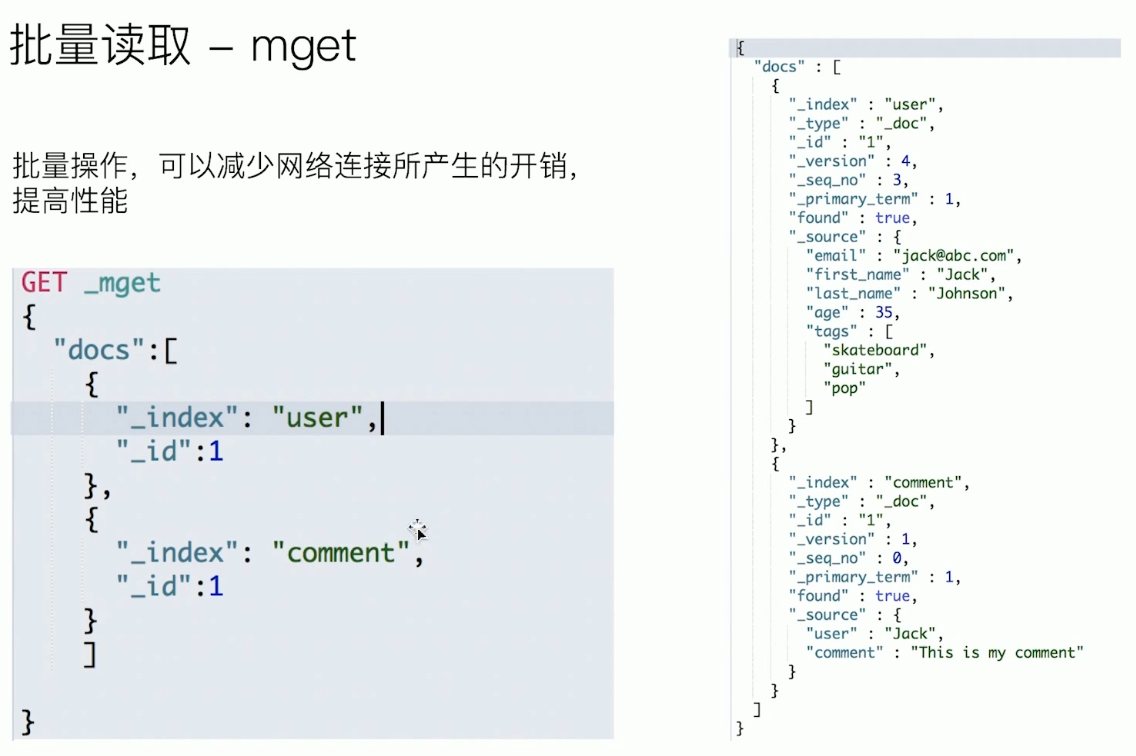 批量读取 – mget
批量操作，可以减少网络连接所产生的开销，
提高性能
GET _mget
{
"docs":[
{
"_index": "user",
"_id":1
},
{
"_index": "comment",
"_id":1
}
]
}
{
"docs" : [
{
"_index" : "user",
"_type" : "_doc",
"_id" : "1",
"_version" : 4,
"_seq_no" : 3,
"_primary_term" : 1,
"found" : true,
"_source" : {
"email" : "jack@abc.com",
"first_name" : "Jack",
"last_name" : "Johnson",
"age" : 35,
"tags" : [
"skateboard",
"guitar",
"pop"
]
}
},
{
"_index" : "comment",
"_type" : "_doc",
"_id" : "1",
"_version" : 1,
"_seq_no" : 0,
"_primary_term" : 1,
"found" : true,
"_source" : {
"user" : "Jack",
"comment" : "This is my comment"
}
}
]
}